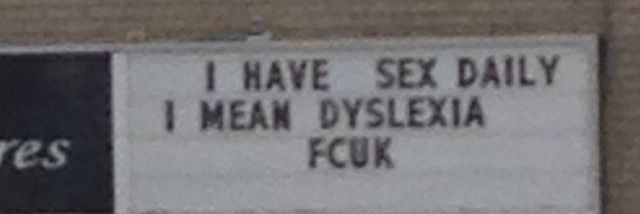 I HAVE SEX DAILY
I MEAN DYSLEXIA
FCUK
res